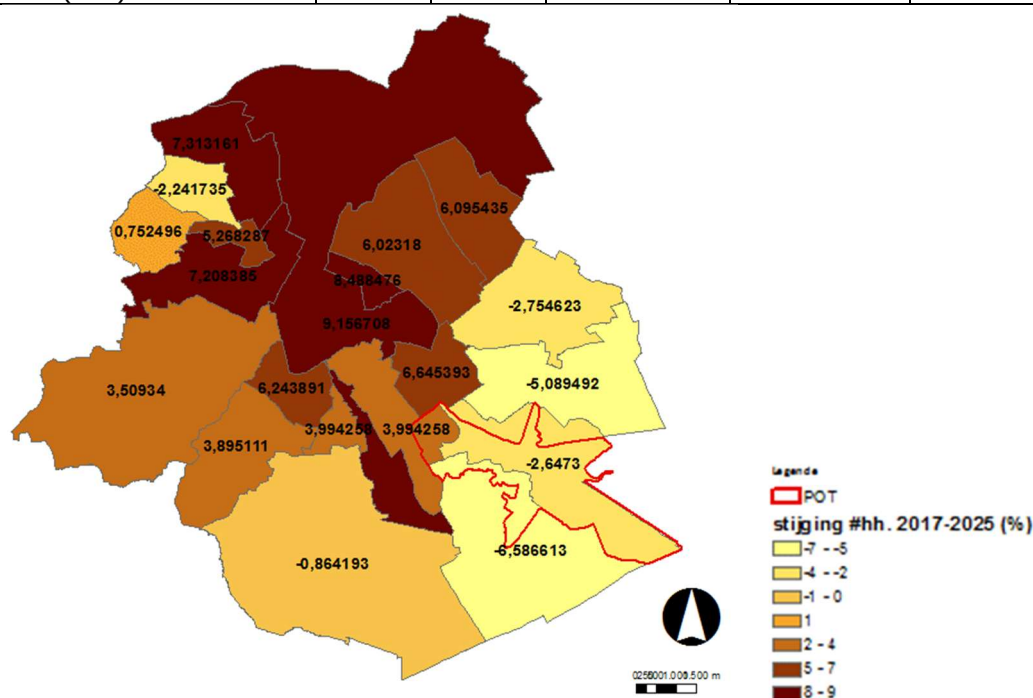 7,313161
-2,241735
0,752496
5,268287
6,095435
6,02318
7,208385
8,488476
-2,754623
9,156708
3,50934
6,243891
6,645393
-5,089492
3,895111
3,994258
3,994258
-2,6473
-6,586613
-0,864193
Legende
POT
stijging #hh. 2017-2025 (%)
-7 - -5
-4 - -2
-1 - 0
1
2 - 4
5 - 7
8 - 9